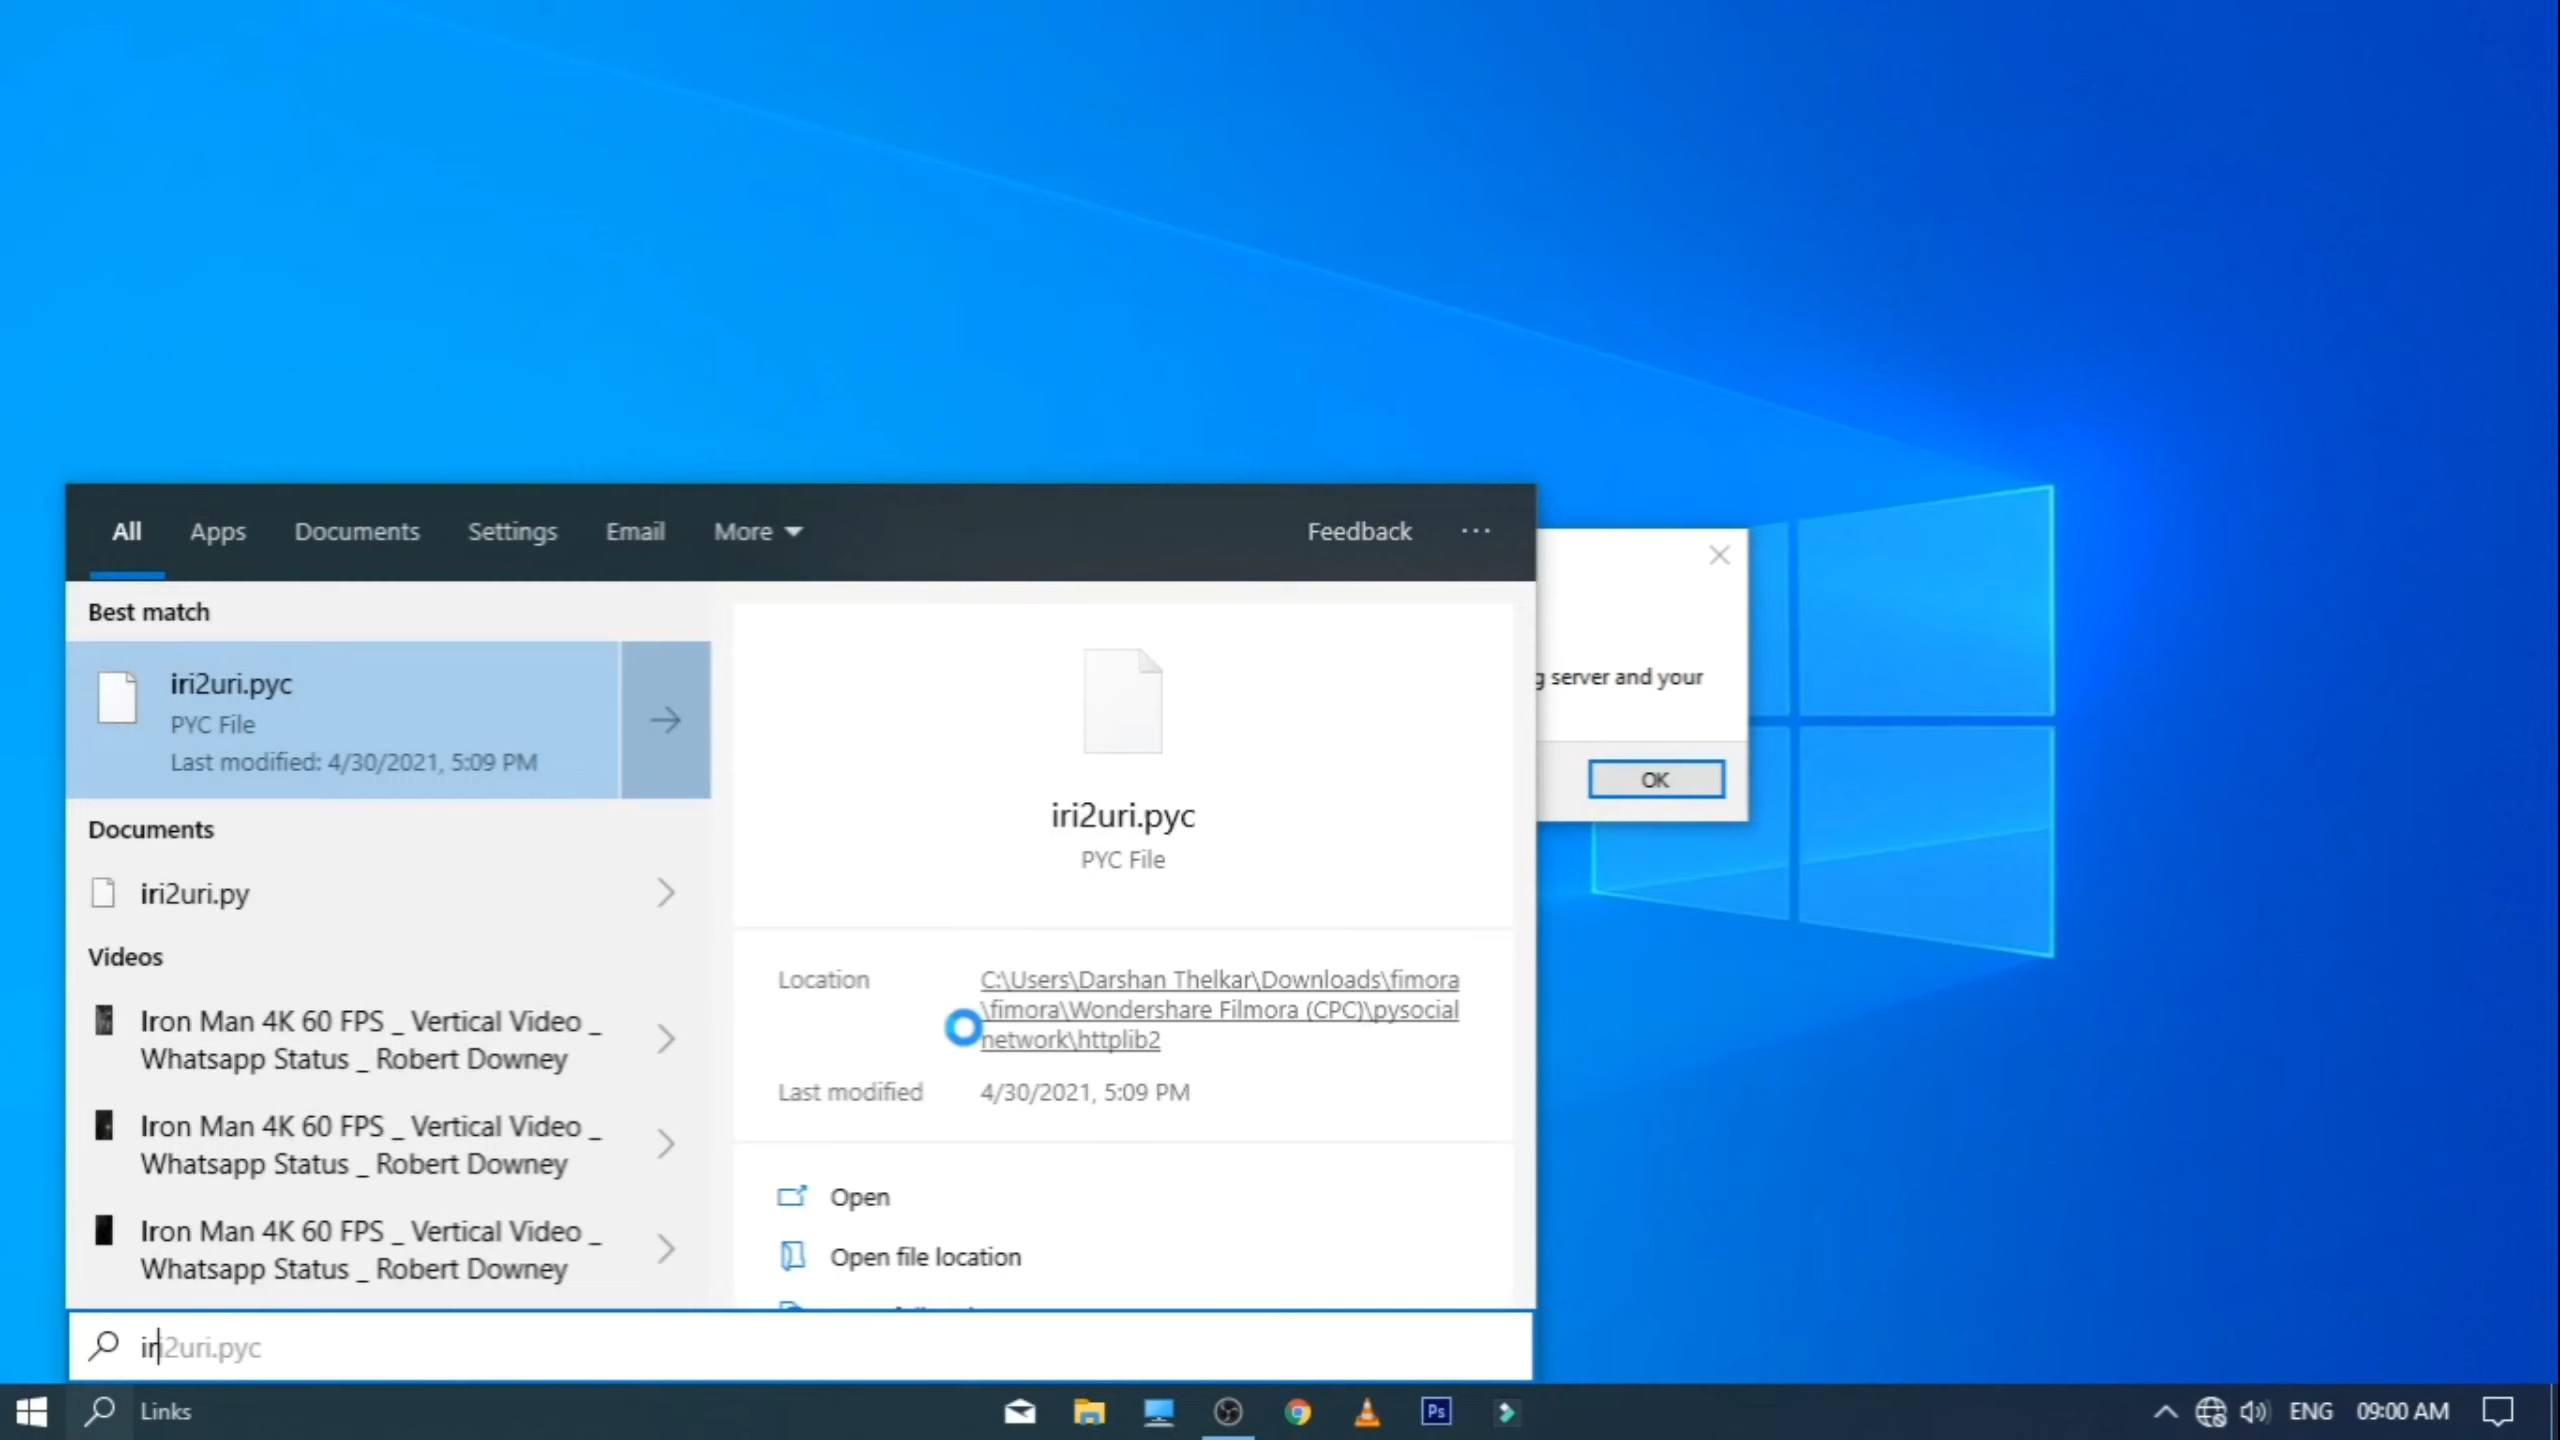 All Apps Documents Settings Email More Feedback ...
Best match
iri2uri.pyc
PYC File
Last modified: 4/30/2021, 5:09 PM
Documents
iri2uri.py
Videos
Iron Man 4K 60 FPS _ Vertical Video _
Whatsapp Status _ Robert Downey
Iron Man 4K 60 FPS _ Vertical Video _
Whatsapp Status _ Robert Downey
Iron Man 4K 60 FPS _ Vertical Video _
Whatsapp Status _ Robert Downey
iri2uri.pyc
PYC File
Location
C:\Users\Darshan Thelkar\Downloads\fimora
\fimora\Wondershare Filmora (CPC)\pysocial
network\httplib2
Last modified 4/30/2021, 5:09 PM
Open
Open file location
server and your
OK
iri2uri.pyc
Links
Ps
ENG 09:00 AM